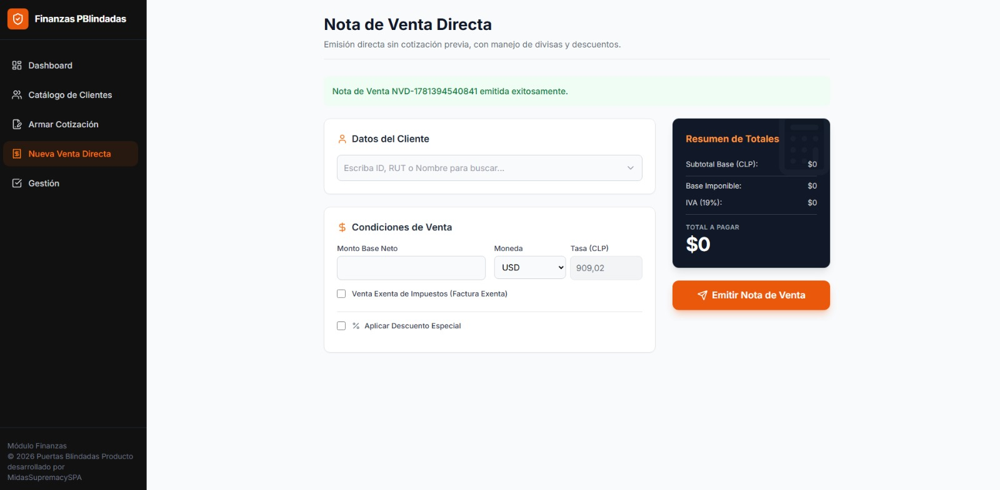 Finanzas PBlindadas
Dashboard
Catálogo de Clientes
Armar Cotización
Nueva Venta Directa
Gestión
Módulo Finanzas
© 2026 Puertas Blindadas Producto
desarrollado por
MidasSupremacySPA
Nota de Venta Directa
Emisión directa sin cotización previa, con manejo de divisas y descuentos.
Nota de Venta NVD-1781394540841 emitida exitosamente.
Datos del Cliente
Escriba ID, RUT o Nombre para buscar...
Condiciones de Venta
Monto Base Neto
Moneda
Tasa (CLP)
USD
909,02
Venta Exenta de Impuestos (Factura Exenta)
Aplicar Descuento Especial
Resumen de Totales
Subtotal Base (CLP): $0
Base Imponible: $0
IVA (19%): $0
TOTAL A PAGAR
$0
Emitir Nota de Venta